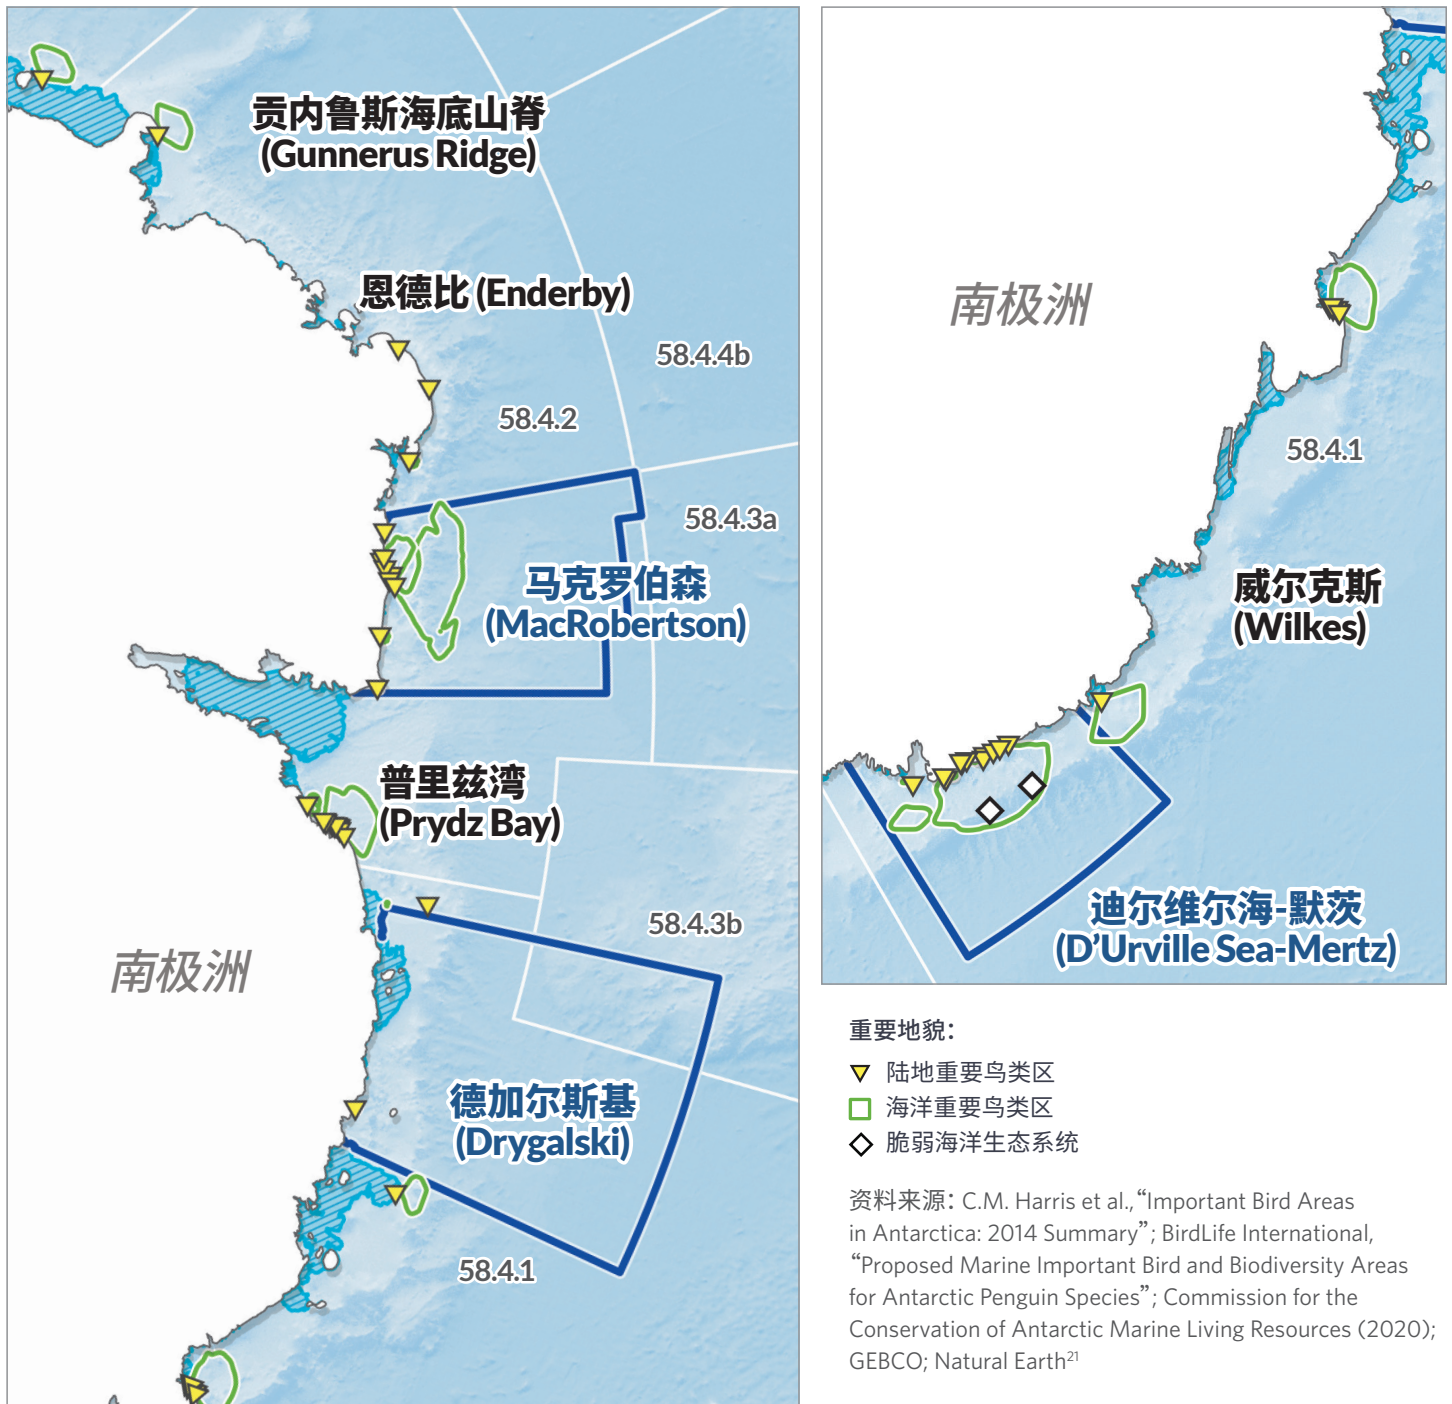 贡内鲁斯海底山脊
(Gunnerus Ridge)
恩德比 (Enderby)
58.4.4b
58.4.2
58.4.3a
马克罗伯森
(MacRobertson)
普里兹湾
(Prydz Bay)
58.4.3b
南极洲
德加尔斯基
(Drygalski)
58.4.1
南极洲
58.4.1
威尔克斯
(Wilkes)
迪尔维尔海-默茨
(D’Urville Sea-Mertz)
重要地貌：
陆地重要鸟类区
海洋重要鸟类区
脆弱海洋生态系统
资料来源：C.M. Harris et al., “Important Bird Areas
in Antarctica: 2014 Summary”; BirdLife International,
“Proposed Marine Important Bird and Biodiversity Areas
for Antarctic Penguin Species”; Commission for the
Conservation of Antarctic Marine Living Resources (2020);
GEBCO; Natural Earth²¹